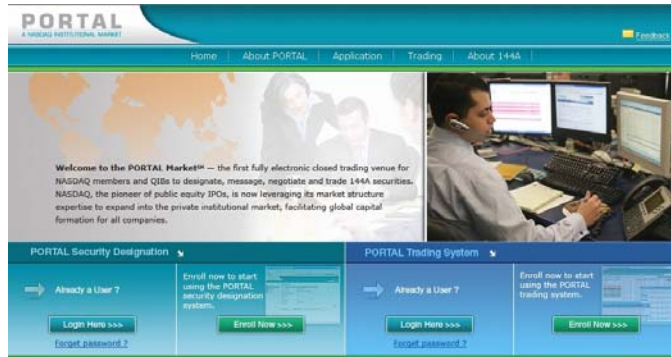 PORTAL
A NASDAQ INSTITUTIONAL MARKET
Feedback
Home | About PORTAL | Application | Trading | About 144A |
Welcome to the PORTAL Market℠ — the first fully electronic closed trading venue for
NASDAQ members and QIBs to designate, message, negotiate and trade 144A securities.
NASDAQ, the pioneer of public equity IPOs, is now leveraging its market structure
expertise to expand into the private institutional market, facilitating global capital
formation for all companies.
PORTAL Security Designation
Already a User ?
Login Here >>>
Forget password ?
Enroll now to start
using the PORTAL
security designation
system.
Enroll Now >>>
PORTAL Trading System
Already a User ?
Login Here >>>
Forget password ?
Enroll now to start
using the PORTAL
trading system.
Enroll Now >>>